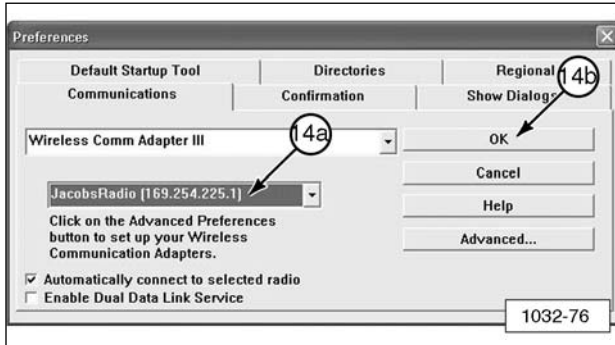 Preferences
Default Startup Tool Directories Regional
Communications Confirmation Show Dialogs
14b
Wireless Comm Adapter III
14a
OK
Cancel
JacobsRadio [169.254.225.1]
Help
Click on the Advanced Preferences
button to set up your Wireless
Communication Adapters.
Advanced...
Automatically connect to selected radio
Enable Dual Data Link Service
1032-76